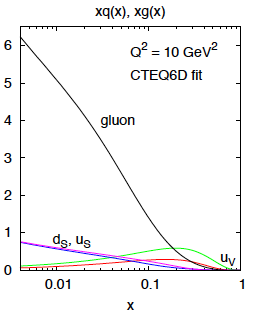 xq(x), xg(x)
6
Q² = 10 GeV²
CTEQ6D fit
5
gluon
4
3
2
1
d_S, u_S
u_V
0
0.01 0.1 1
x